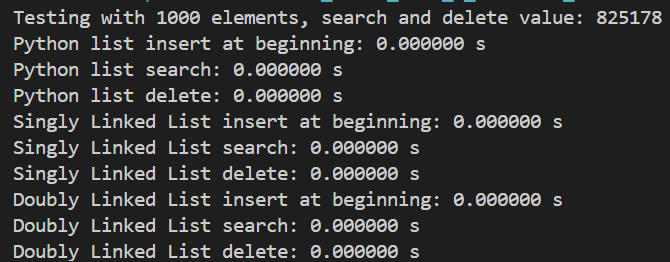 Testing with 1000 elements, search and delete value: 825178
Python list insert at beginning: 0.000000 s
Python list search: 0.000000 s
Python list delete: 0.000000 s
Singly Linked List insert at beginning: 0.000000 s
Singly Linked List search: 0.000000 s
Singly Linked List delete: 0.000000 s
Doubly Linked List insert at beginning: 0.000000 s
Doubly Linked List search: 0.000000 s
Doubly Linked List delete: 0.000000 s